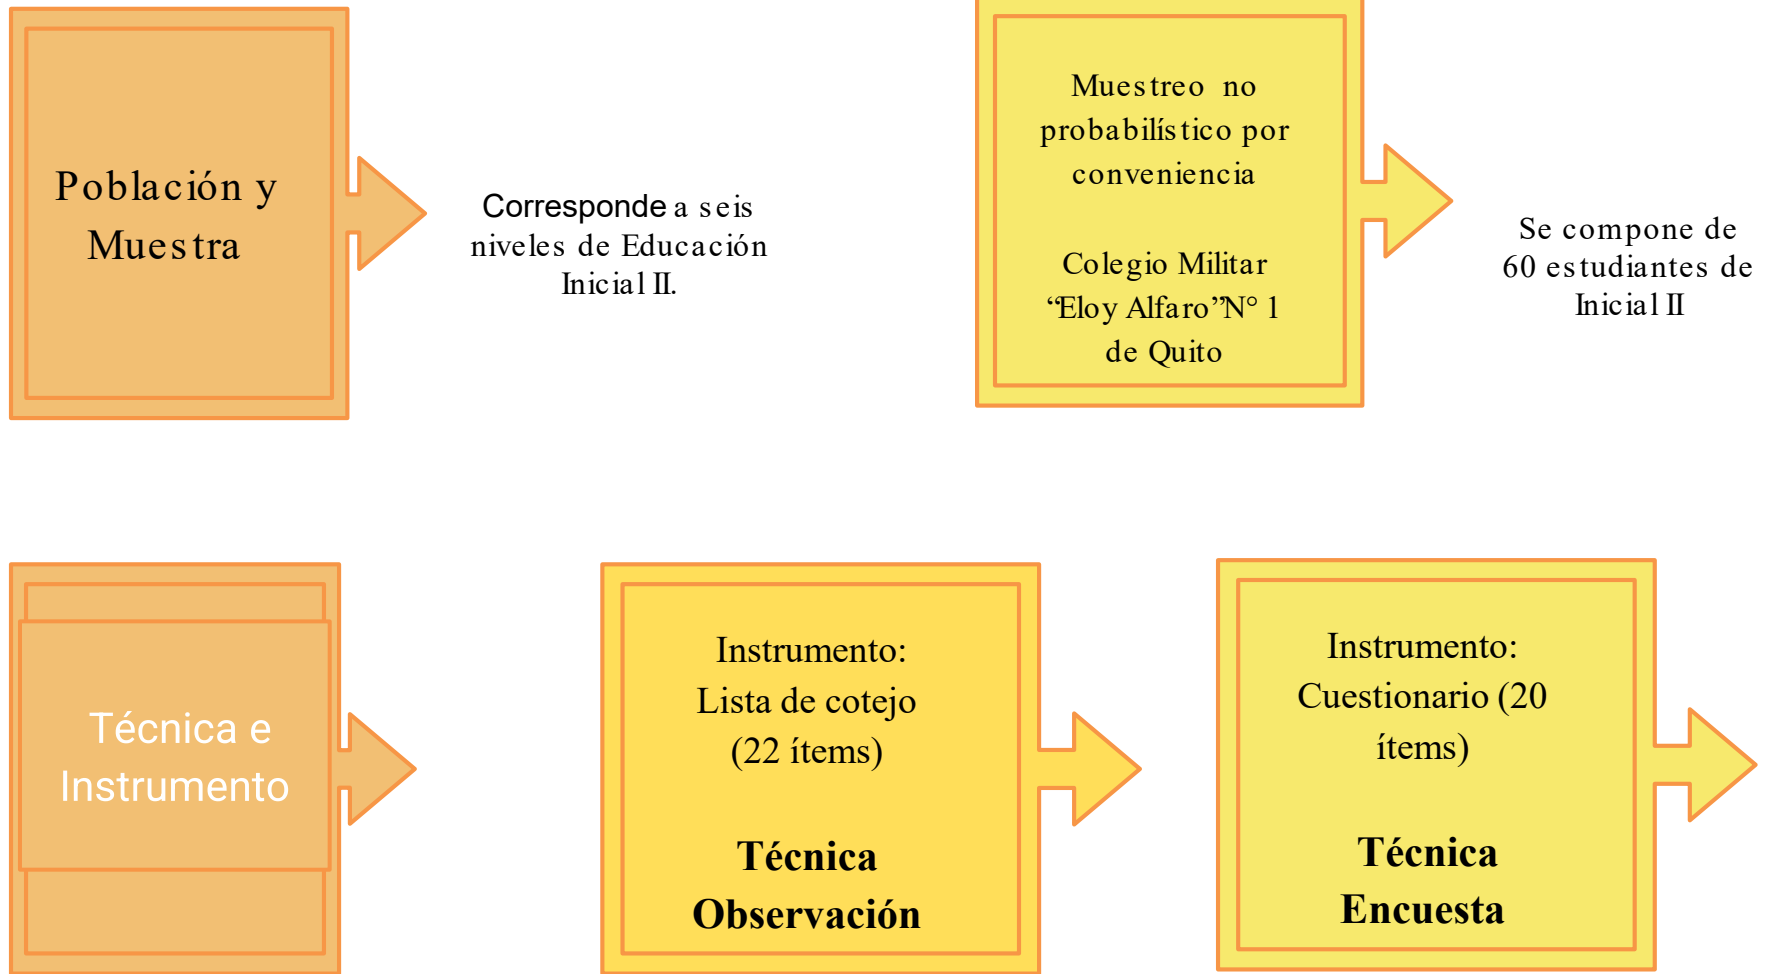 Población y
Muestra
Corresponde a seis
niveles de Educación
Inicial II.
Muestreo no
probabilístico por
conveniencia
Colegio Militar
“Eloy Alfaro”N° 1
de Quito
Se compone de
60 estudiantes de
Inicial II
Técnica e
Instrumento
Instrumento:
Lista de cotejo
(22 ítems)
Técnica
Observación
Instrumento:
Cuestionario (20
ítems)
Técnica
Encuesta